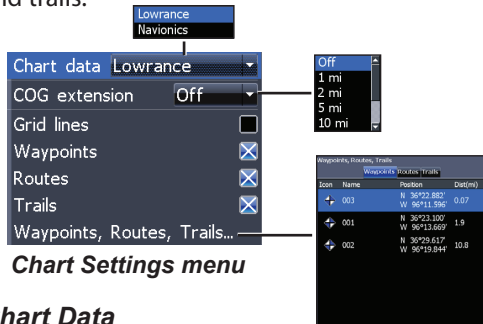 d trails.
Lowrance
Navionics
Chart data Lowrance
COG extension Off
Grid lines
Waypoints
Routes
Trails
Waypoints, Routes, Trails...
Off
1 mi
2 mi
5 mi
10 mi
Waypoints, Routes, Trails
Waypoints Routes Trails
Icon Name Position Dist(mi)
003 N 36°22.882' W 96°11.596' 0.07
001 N 36°23.100' W 96°13.669' 1.9
002 N 36°29.617' W 96°19.844' 10.8
Chart Settings menu
hart Data